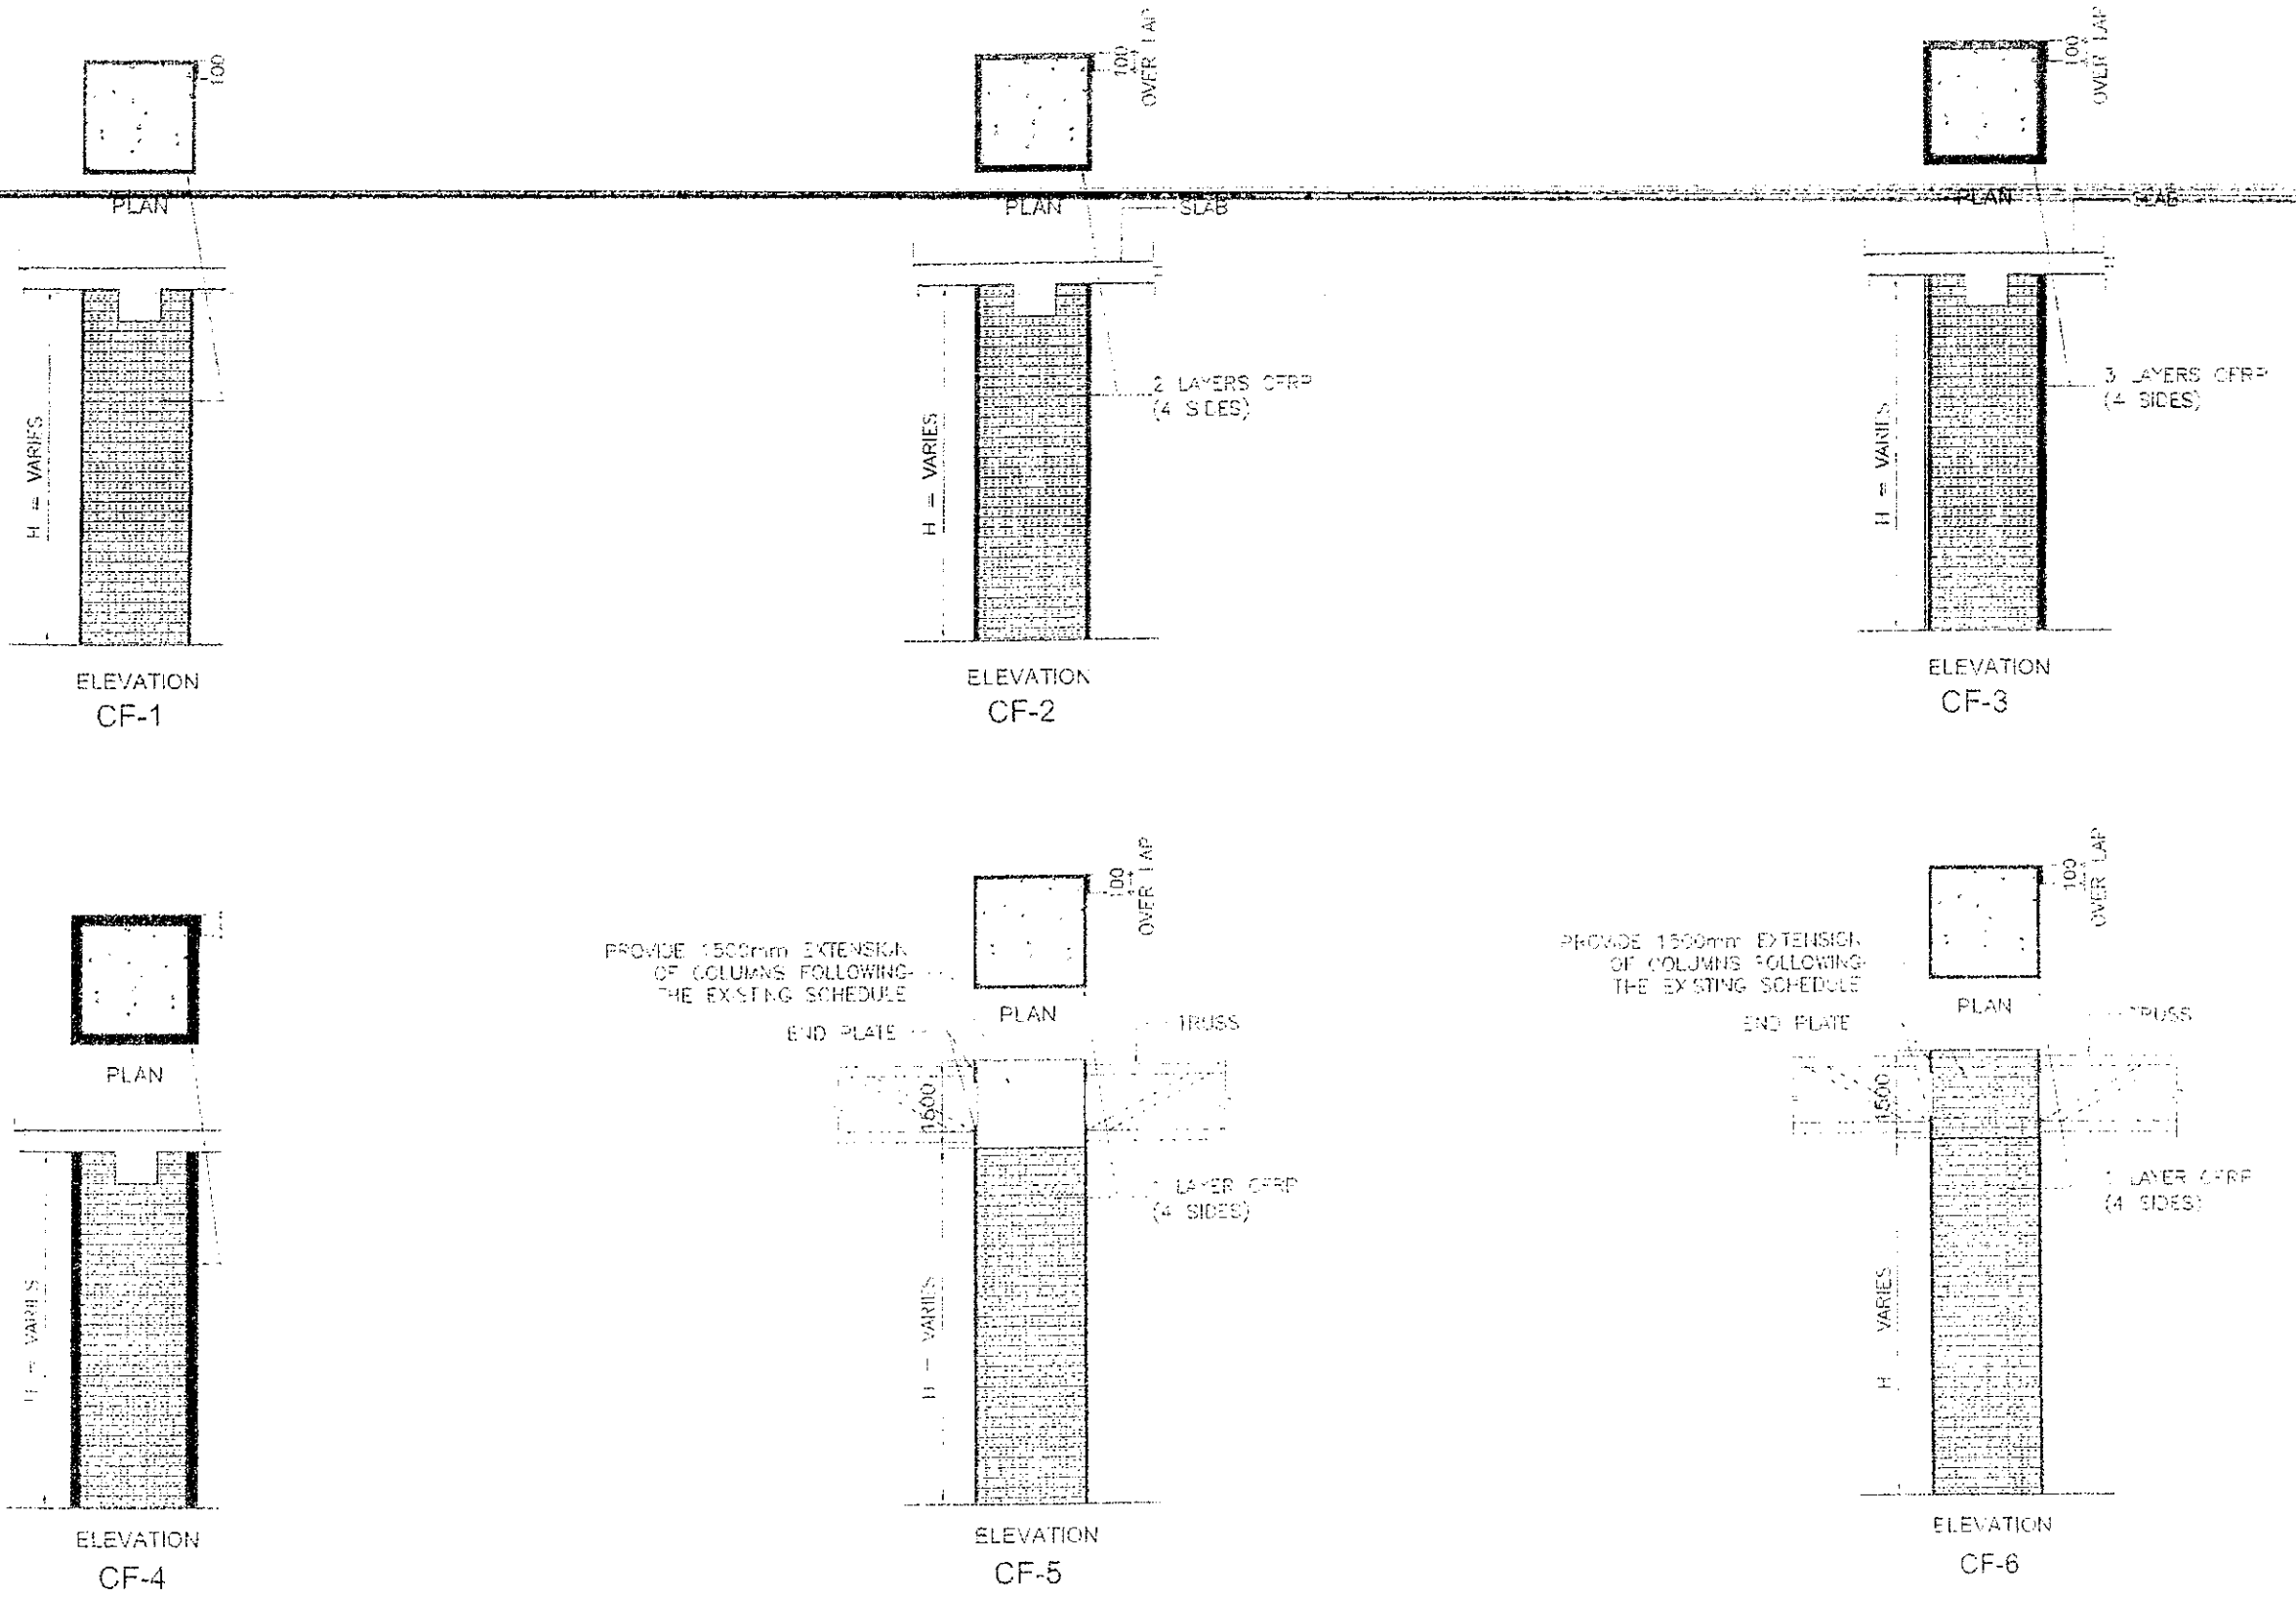 100
PLAN
H = VARIES
ELEVATION
CF-1
100
OVER LAP
PLAN
SLAB
H = VARIES
2 LAYERS CFRP
(4 SIDES)
ELEVATION
CF-2
100
OVER LAP
PLAN
SLAB
H = VARIES
3 LAYERS CFRP
(4 SIDES)
ELEVATION
CF-3
PLAN
H = VARIES
ELEVATION
CF-4
100
OVER LAP
PROVIDE 1500mm EXTENSION
OF COLUMNS FOLLOWING
THE EXISTING SCHEDULE
PLAN
END PLATE
TRUSS
1500
1 LAYER CFRP
(4 SIDES)
H = VARIES
ELEVATION
CF-5
100
OVER LAP
PROVIDE 1500mm EXTENSION
OF COLUMNS FOLLOWING
THE EXISTING SCHEDULE
PLAN
END PLATE
TRUSS
1500
1 LAYER CFRP
(4 SIDES)
H VARIES
ELEVATION
CF-6